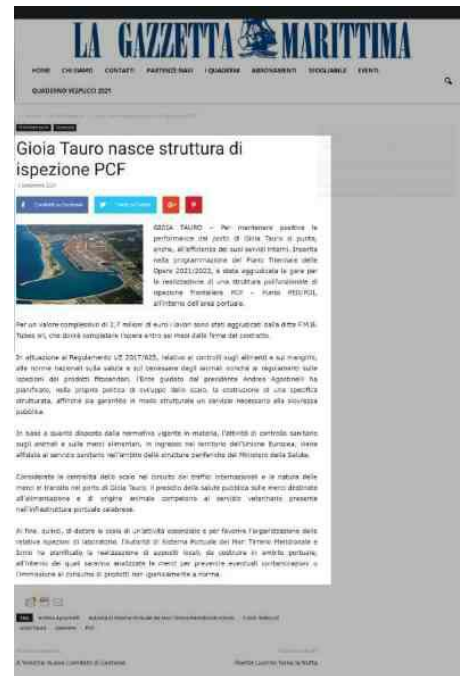 LA GAZZETTA MARITTIMA
HOME CHI SIAMO CONTATTI PARTENZE NAVI I QUADERNI ABBONAMENTI SFOGLIABILE EVENTI
QUADERNO VESPUCCI 2021
Gioia Tauro nasce struttura di
ispezione PCF
GIOIA TAURO – Per mantenere positive le
performance del porto di Gioia Tauro si punta,
anche, all'efficienza dei suoi servizi interni. Inserita
nella programmazione del Piano Triennale delle
Opere 2021/2023, è stata aggiudicata la gara per
la realizzazione di una struttura polifunzionale di
ispezione frontaliera PCF – Punto PED/PDI,
all'interno dell'area portuale.
Per un valore complessivo di 2,7 milioni di euro i lavori sono stati aggiudicati dalla ditta F.M.B.
Tubes srl, che dovrà completare l'opera entro sei mesi dalla firma del contratto.
In attuazione al Regolamento UE 2017/625, relativo ai controlli sugli alimenti e sui mangimi,
alle norme nazionali sulla salute e sul benessere degli animali nonché ai regolamenti sulle
ispezioni dei prodotti fitosanitari, l'Ente guidato dal presidente Andrea Agostinelli ha
pianificato, nella propria politica di sviluppo dello scalo, la costruzione di una specifica
struttura, affinché sia garantito in modo strutturale un servizio necessario alla sicurezza
pubblica.
In base a quanto disposto dalla normativa vigente in materia, l'attività di controllo sanitario
sugli animali e sulle merci alimentari, in ingresso nel territorio dell'Unione Europea, viene
affidata al servizio sanitario nell'ambito delle strutture periferiche del Ministero della Salute.
Considerata la centralità dello scalo nel circuito dei traffici internazionali e la natura delle
merci in transito nel porto di Gioia Tauro, il presidio della salute pubblica sulle merci destinate
all'alimentazione e di origine animale competono al servizio veterinario presente
nell'infrastruttura portuale calabrese.
Al fine, quindi, di dotare lo scalo di un'attività essenziale e per favorire l'organizzazione delle
relative ispezioni di laboratorio, l'Autorità di Sistema Portuale dei Mari Tirreno Meridionale e
Ionio ha pianificato la realizzazione di appositi locali, da costruire in ambito portuale,
all'interno dei quali saranno analizzate le merci per prevenire eventuali contaminazioni o
l'immissione al consumo di prodotti non igienicamente a norma.